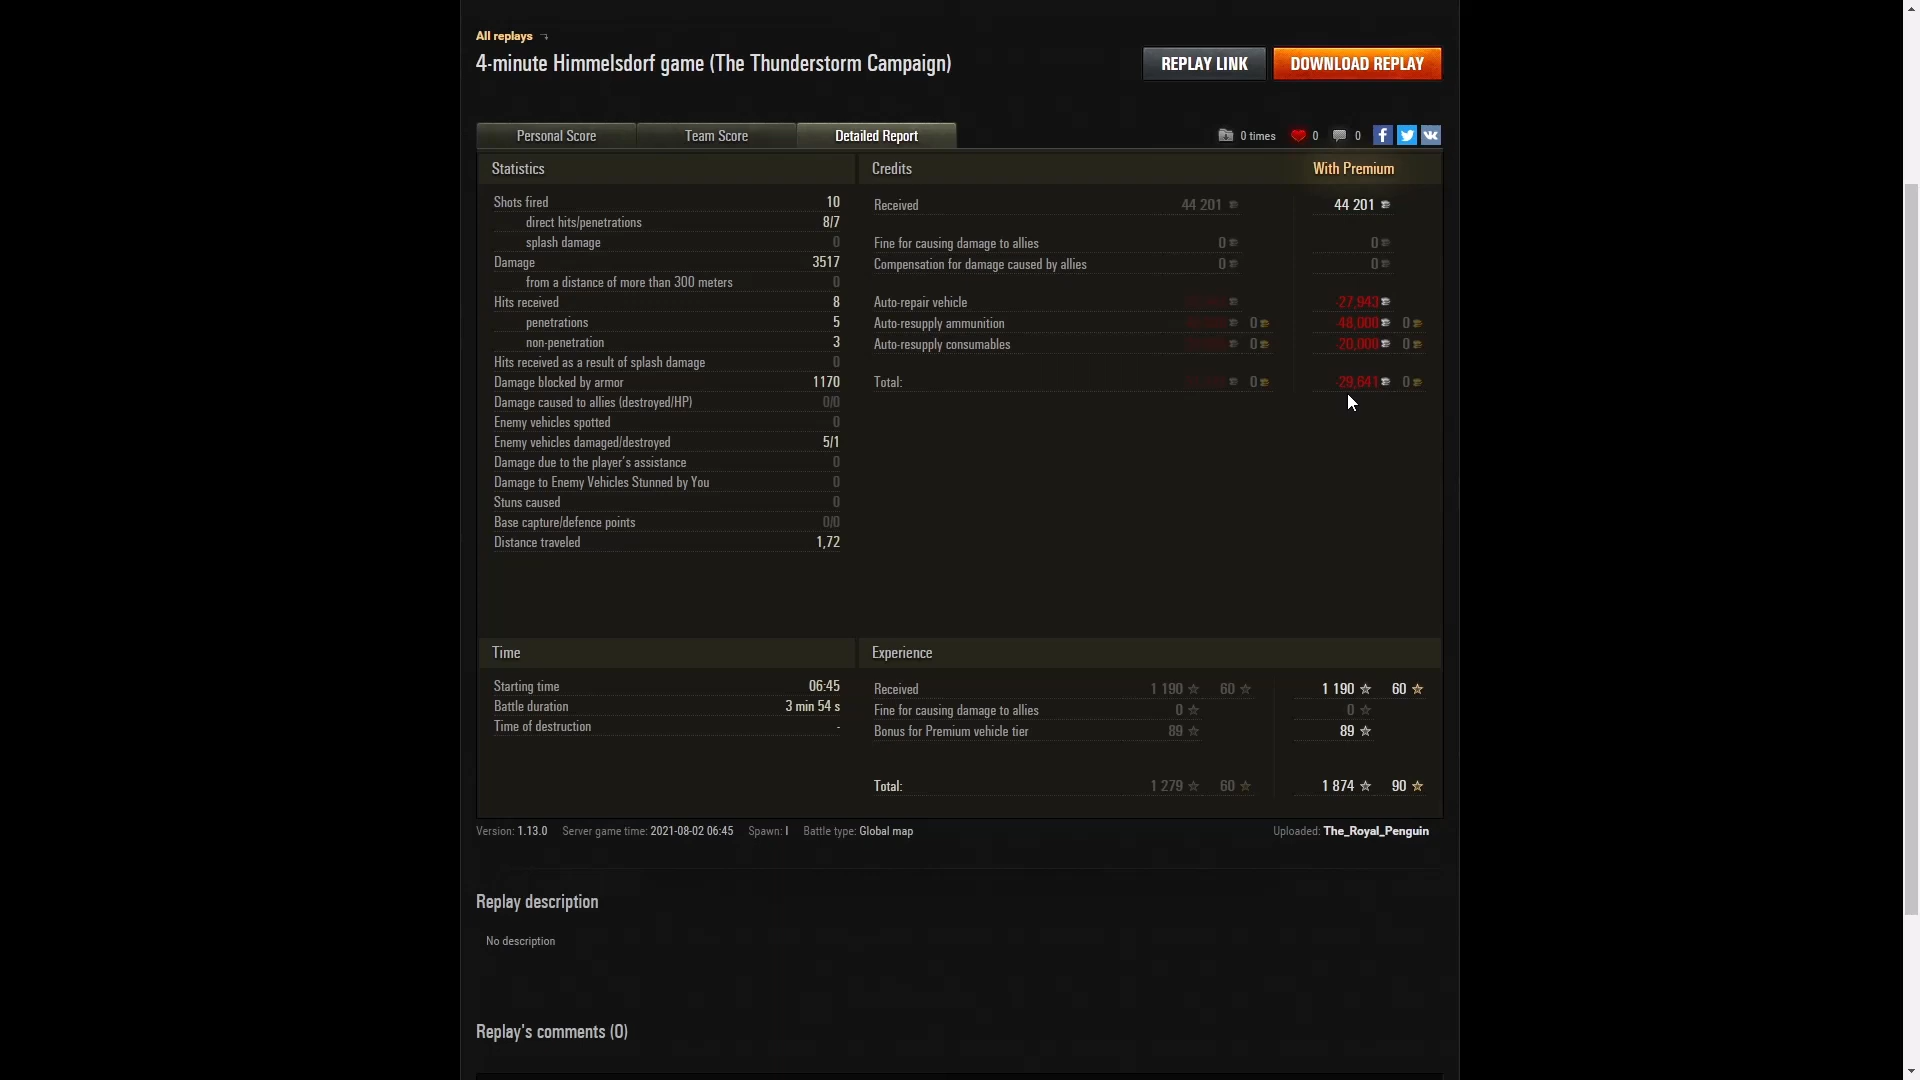 All replays
4-minute Himmelsdorf game (The Thunderstorm Campaign)
REPLAY LINK
DOWNLOAD REPLAY
Personal Score
Team Score
Detailed Report
0 times
0
0
Statistics
Shots fired 10
direct hits/penetrations 8/7
splash damage 0
Damage 3517
from a distance of more than 300 meters 0
Hits received 8
penetrations 5
non-penetration 3
Hits received as a result of splash damage 0
Damage blocked by armor 1170
Damage caused to allies (destroyed/HP) 0/0
Enemy vehicles spotted 0
Enemy vehicles damaged/destroyed 5/1
Damage due to the player's assistance 0
Damage to Enemy Vehicles Stunned by You 0
Stuns caused 0
Base capture/defence points 0/0
Distance traveled 1,72
Credits With Premium
Received 44 201 44 201
Fine for causing damage to allies 0 0
Compensation for damage caused by allies 0 0
Auto-repair vehicle -27,943
Auto-resupply ammunition 0 -48,000 0
Auto-resupply consumables 0 -20,000 0
Total: 0 -29,641 0
Time
Starting time 06:45
Battle duration 3 min 54 s
Time of destruction -
Experience
Received 1 190 60 1 190 60
Fine for causing damage to allies 0 0
Bonus for Premium vehicle tier 89 89
Total: 1 279 60 1 874 90
Version: 1.13.0 Server game time: 2021-08-02 06:45 Spawn: I Battle type: Global map
Uploaded: The_Royal_Penguin
Replay description
No description
Replay's comments (0)